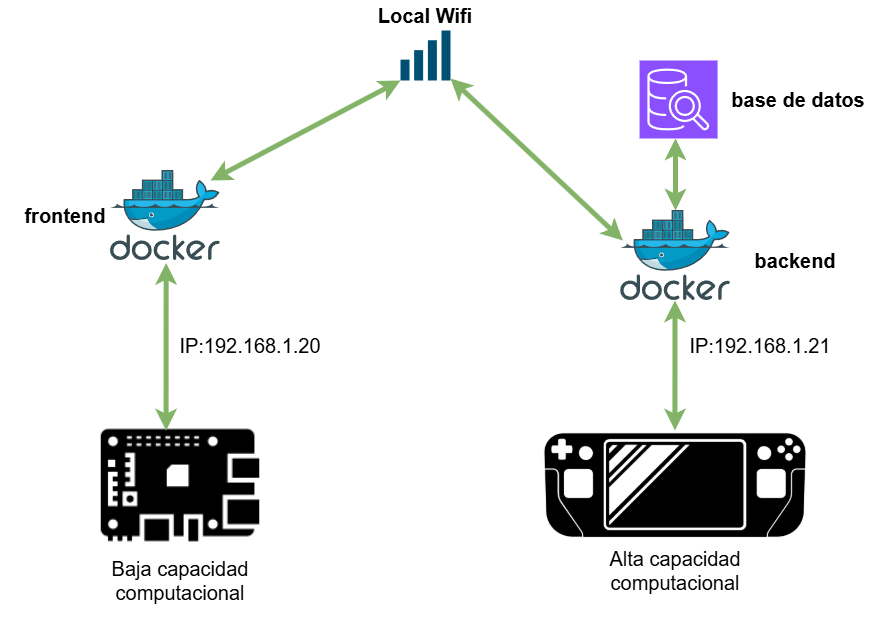 Local Wifi
base de datos
frontend
docker
backend
docker
IP:192.168.1.20
IP:192.168.1.21
Baja capacidad
computacional
Alta capacidad
computacional